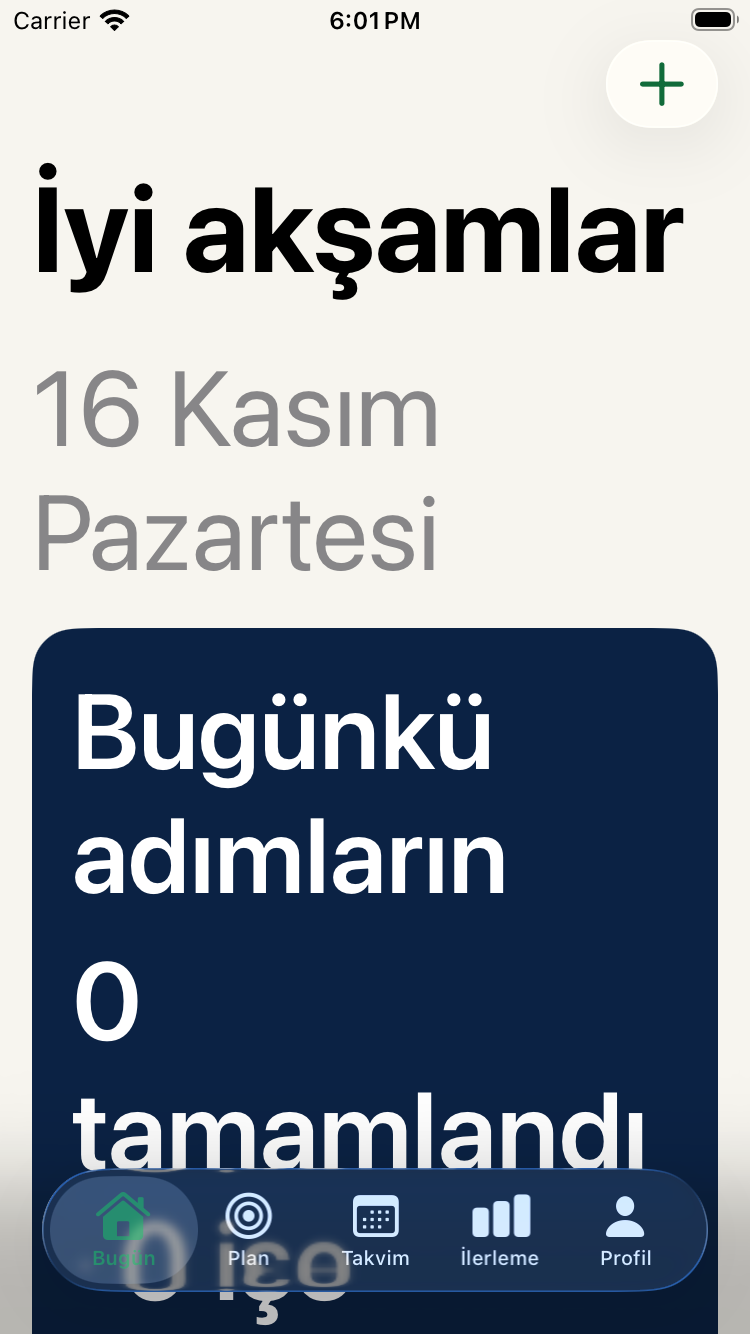 Carrier
6:01 PM
İyi akşamlar
16 Kasım
Pazartesi
Bugünkü
adımların
0
tamamlandı
Bugün
Plan
Takvim
İlerleme
Profil